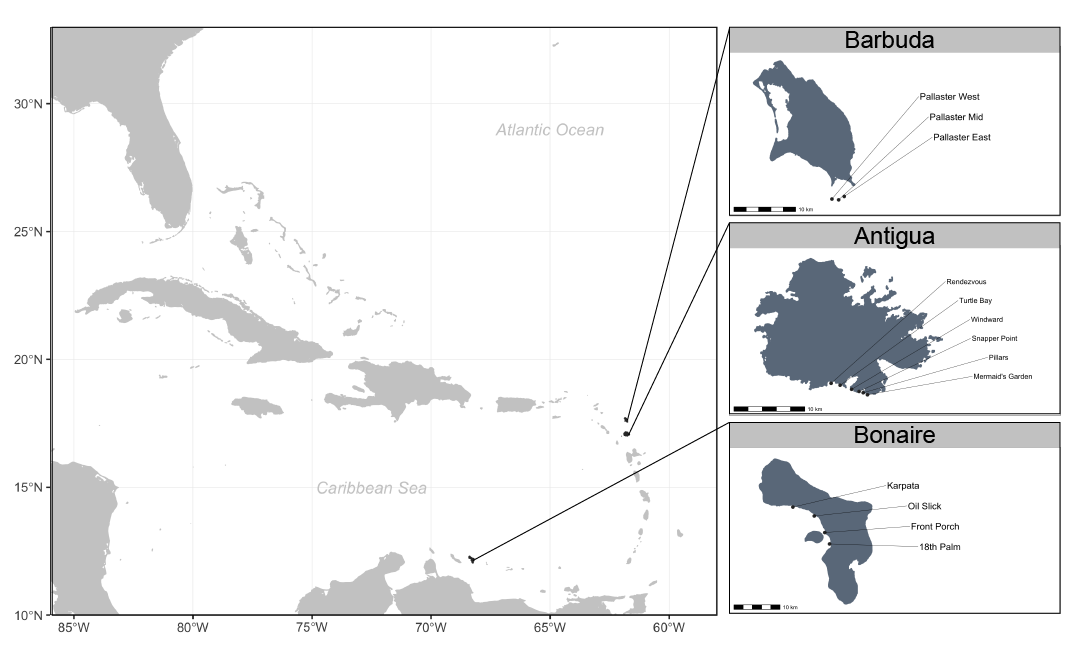 30°N
25°N
20°N
15°N
10°N
85°W
80°W
75°W
70°W
65°W
60°W
Atlantic Ocean
Caribbean Sea
Barbuda
Pallaster West
Pallaster Mid
Pallaster East
10 km
Antigua
Rendezvous
Turtle Bay
Windward
Snapper Point
Pillars
Mermaid's Garden
10 km
Bonaire
Karpata
Oil Slick
Front Porch
18th Palm
10 km